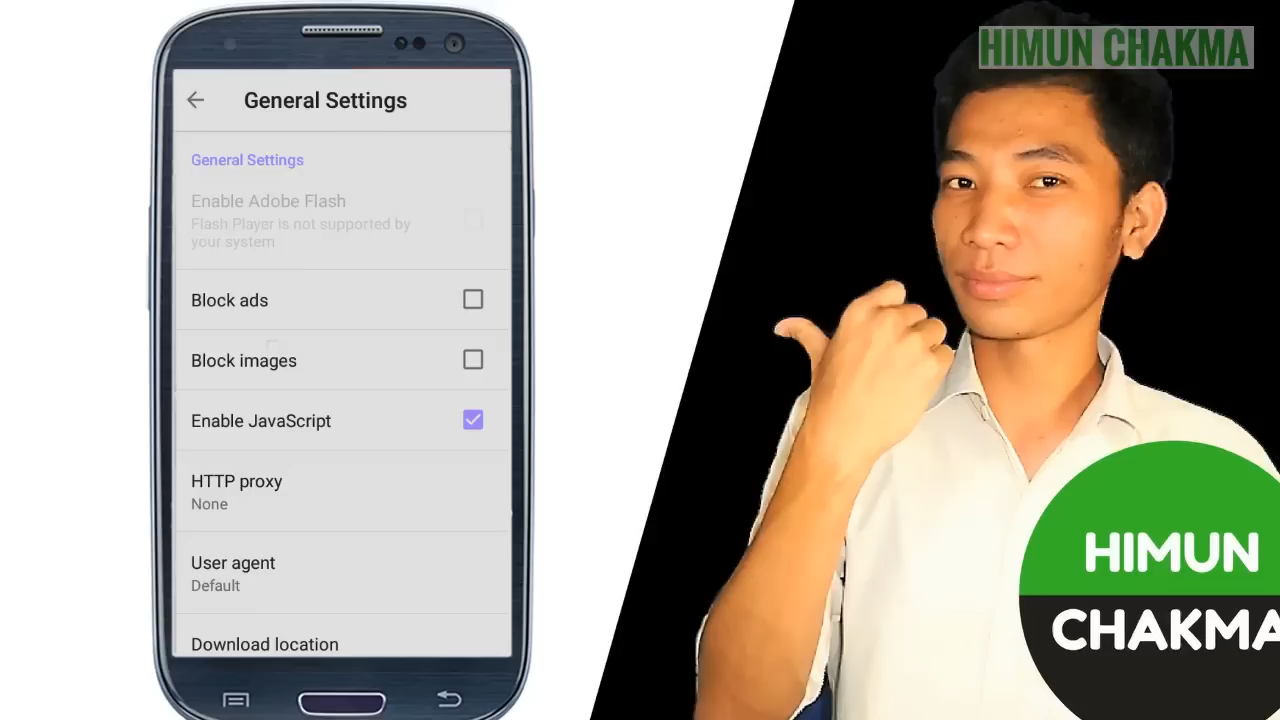 HIMUN CHAKMA
General Settings
General Settings
Enable Adobe Flash
Flash Player is not supported by
your system
Block ads
Block images
Enable JavaScript
HTTP proxy
None
User agent
Default
Download location
HIMUN
CHAKMA